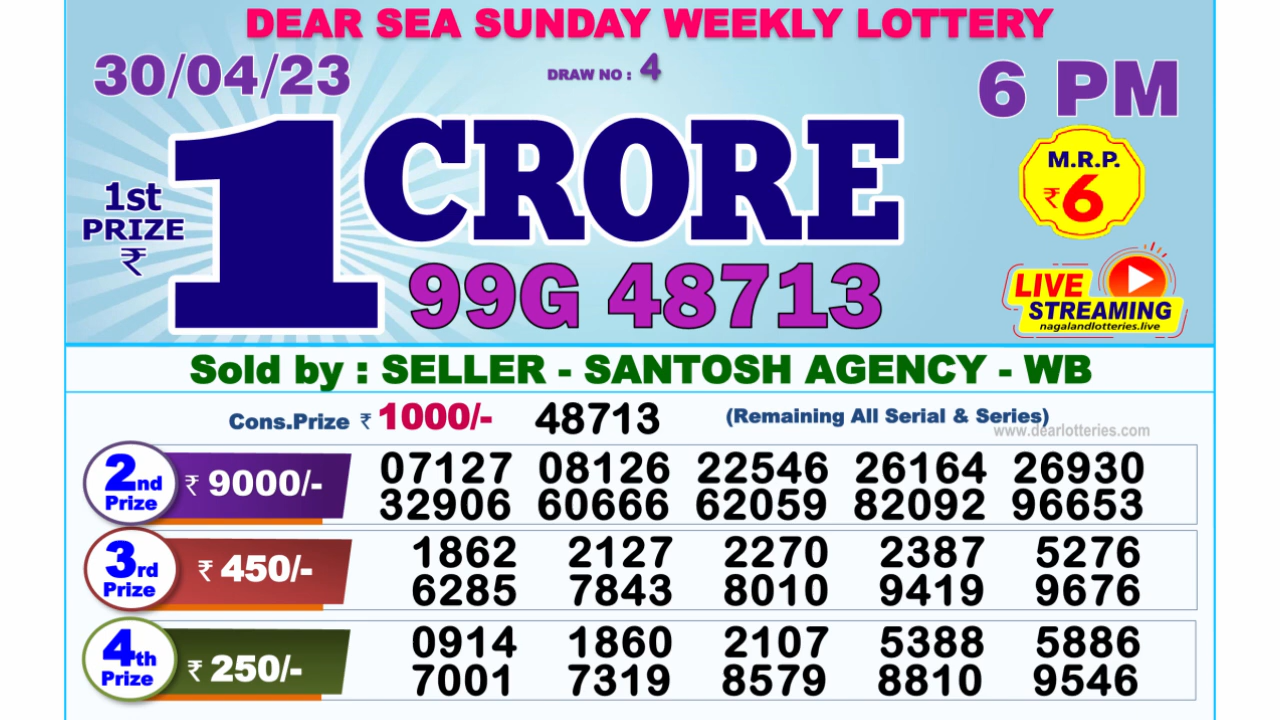 DEAR SEA SUNDAY WEEKLY LOTTERY
30/04/23
DRAW NO : 4
6 PM
1st
PRIZE
₹
1 CRORE
99G 48713
M.R.P.
₹6
LIVE
STREAMING
nagalandlotteries.live
Sold by : SELLER - SANTOSH AGENCY - WB
Cons.Prize ₹ 1000/- 48713 (Remaining All Serial & Series)
www.dearlotteries.com
2nd Prize ₹ 9000/-
07127 08126 22546 26164 26930
32906 60666 62059 82092 96653
3rd Prize ₹ 450/-
1862 2127 2270 2387 5276
6285 7843 8010 9419 9676
4th Prize ₹ 250/-
0914 1860 2107 5388 5886
7001 7319 8579 8810 9546